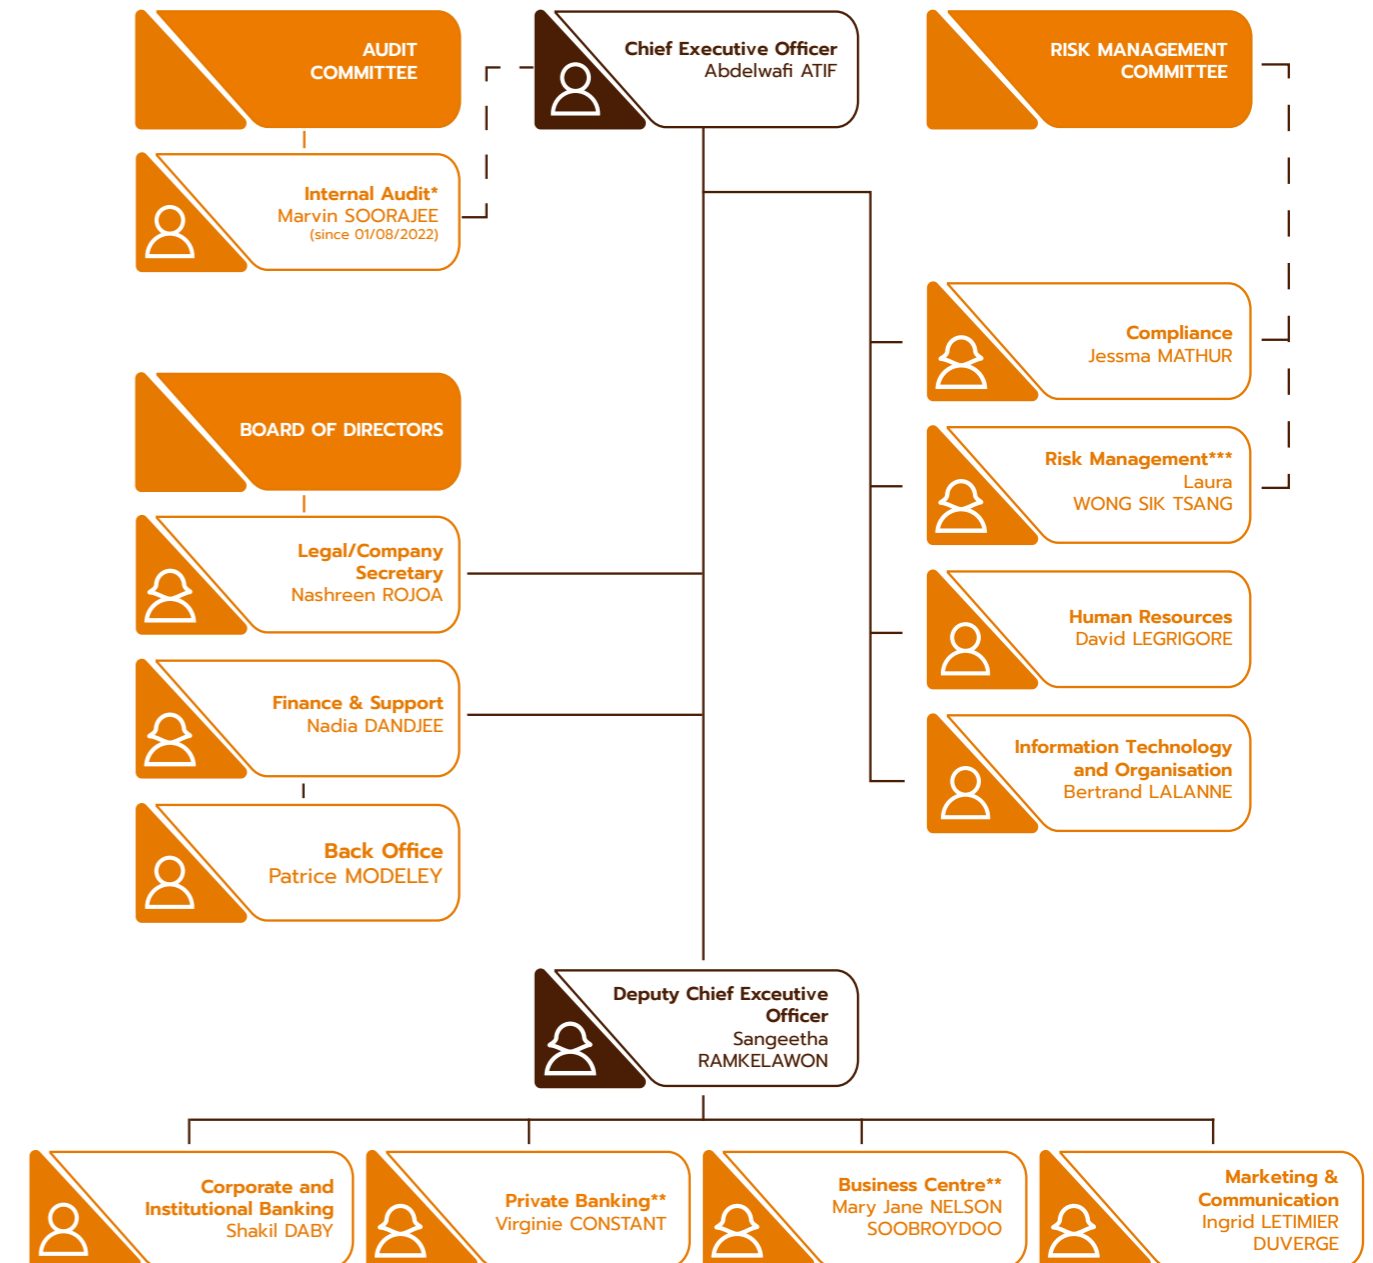 AUDIT
COMMITTEE
Chief Executive Officer
Abdelwafi ATIF
RISK MANAGEMENT
COMMITTEE
Internal Audit*
Marvin SOORAJEE
(since 01/08/2022)
Compliance
Jessma MATHUR
BOARD OF DIRECTORS
Risk Management***
Laura
WONG SIK TSANG
Legal/Company
Secretary
Nashreen ROJOA
Human Resources
David LEGRIGORE
Finance & Support
Nadia DANDJEE
Information Technology
and Organisation
Bertrand LALANNE
Back Office
Patrice MODELEY
Deputy Chief Exceutive
Officer
Sangeetha
RAMKELAWON
Corporate and
Institutional Banking
Shakil DABY
Private Banking**
Virginie CONSTANT
Business Centre**
Mary Jane NELSON
SOOBROYDOO
Marketing &
Communication
Ingrid LETIMIER
DUVERGE